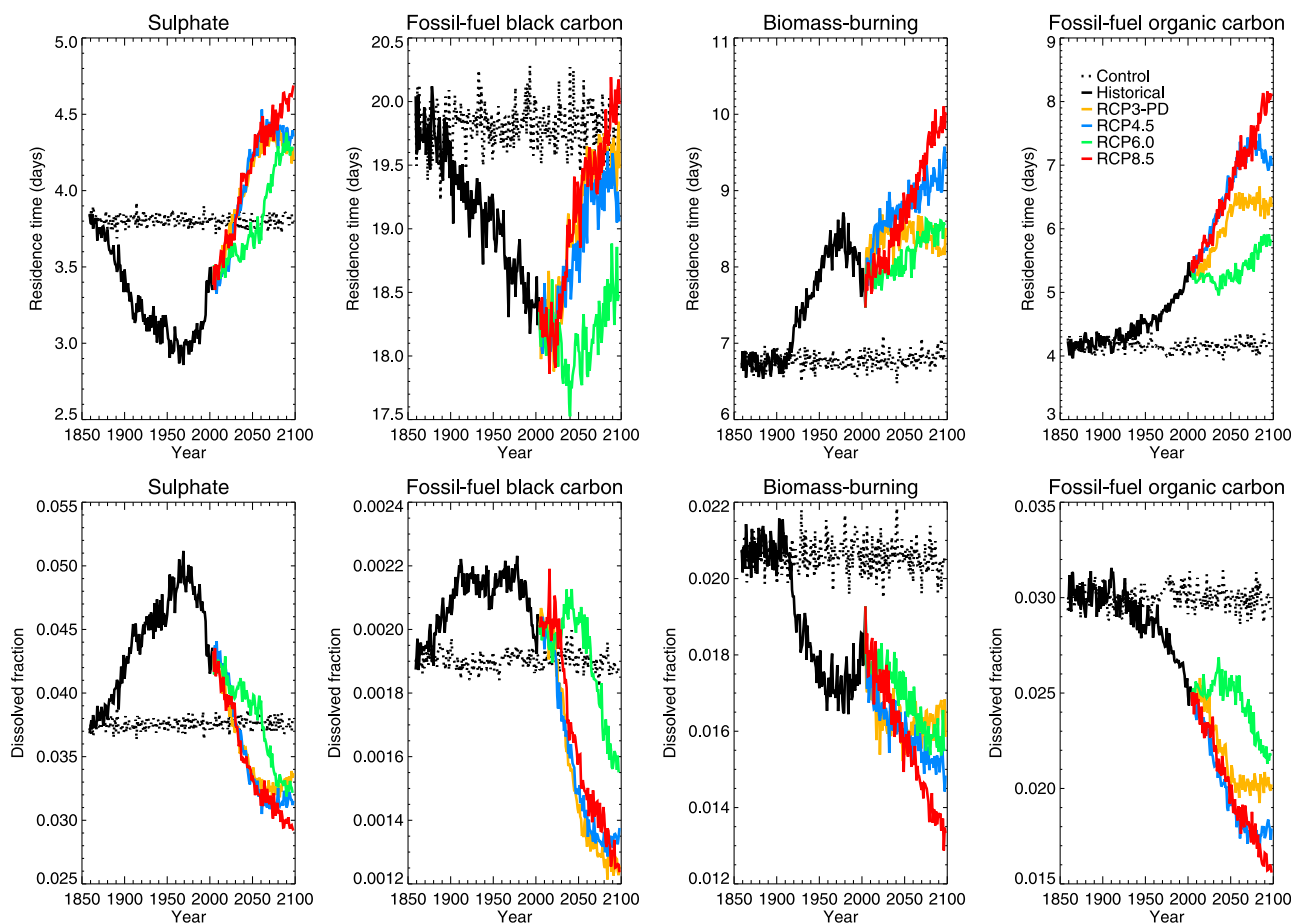 Sulphate
Fossil-fuel black carbon
Biomass-burning
Fossil-fuel organic carbon
Residence time (days)
5.0
4.5
4.0
3.5
3.0
2.5
1850 1900 1950 2000 2050 2100
Year
Residence time (days)
20.5
20.0
19.5
19.0
18.5
18.0
17.5
1850 1900 1950 2000 2050 2100
Year
Residence time (days)
11
10
9
8
7
6
1850 1900 1950 2000 2050 2100
Year
Residence time (days)
9
8
7
6
5
4
3
1850 1900 1950 2000 2050 2100
Year
Control
Historical
RCP3-PD
RCP4.5
RCP6.0
RCP8.5
Sulphate
Fossil-fuel black carbon
Biomass-burning
Fossil-fuel organic carbon
Dissolved fraction
0.055
0.050
0.045
0.040
0.035
0.030
0.025
1850 1900 1950 2000 2050 2100
Year
Dissolved fraction
0.0024
0.0022
0.0020
0.0018
0.0016
0.0014
0.0012
1850 1900 1950 2000 2050 2100
Year
Dissolved fraction
0.022
0.020
0.018
0.016
0.014
0.012
1850 1900 1950 2000 2050 2100
Year
Dissolved fraction
0.035
0.030
0.025
0.020
0.015
1850 1900 1950 2000 2050 2100
Year